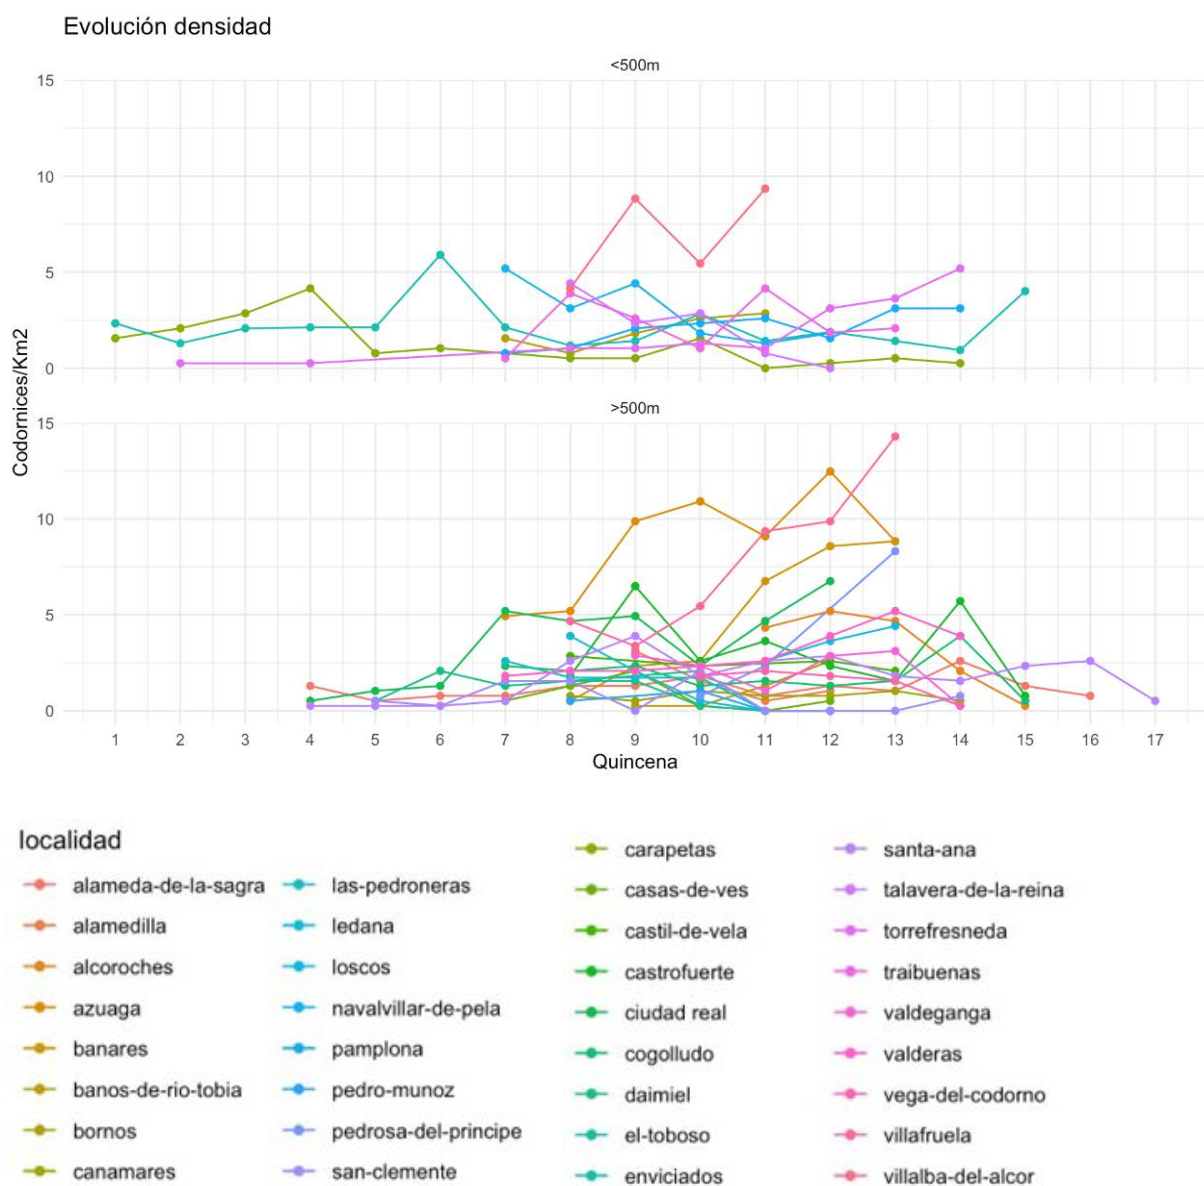 Evolución densidad
<500m
15
10
5
0
>500m
15
10
5
0
Codornices/Km2
1 2 3 4 5 6 7 8 9 10 11 12 13 14 15 16 17
Quincena
localidad
alameda-de-la-sagra
alamedilla
alcoroches
azuaga
banares
banos-de-rio-tobia
bornos
canamares
las-pedroneras
ledana
loscos
navalvillar-de-pela
pamplona
pedro-munoz
pedrosa-del-principe
san-clemente
carapetas
casas-de-ves
castil-de-vela
castrofuerte
ciudad real
cogolludo
daimiel
el-toboso
enviciados
santa-ana
talavera-de-la-reina
torrefresneda
traibuenas
valdeganga
valderas
vega-del-codorno
villafruela
villalba-del-alcor